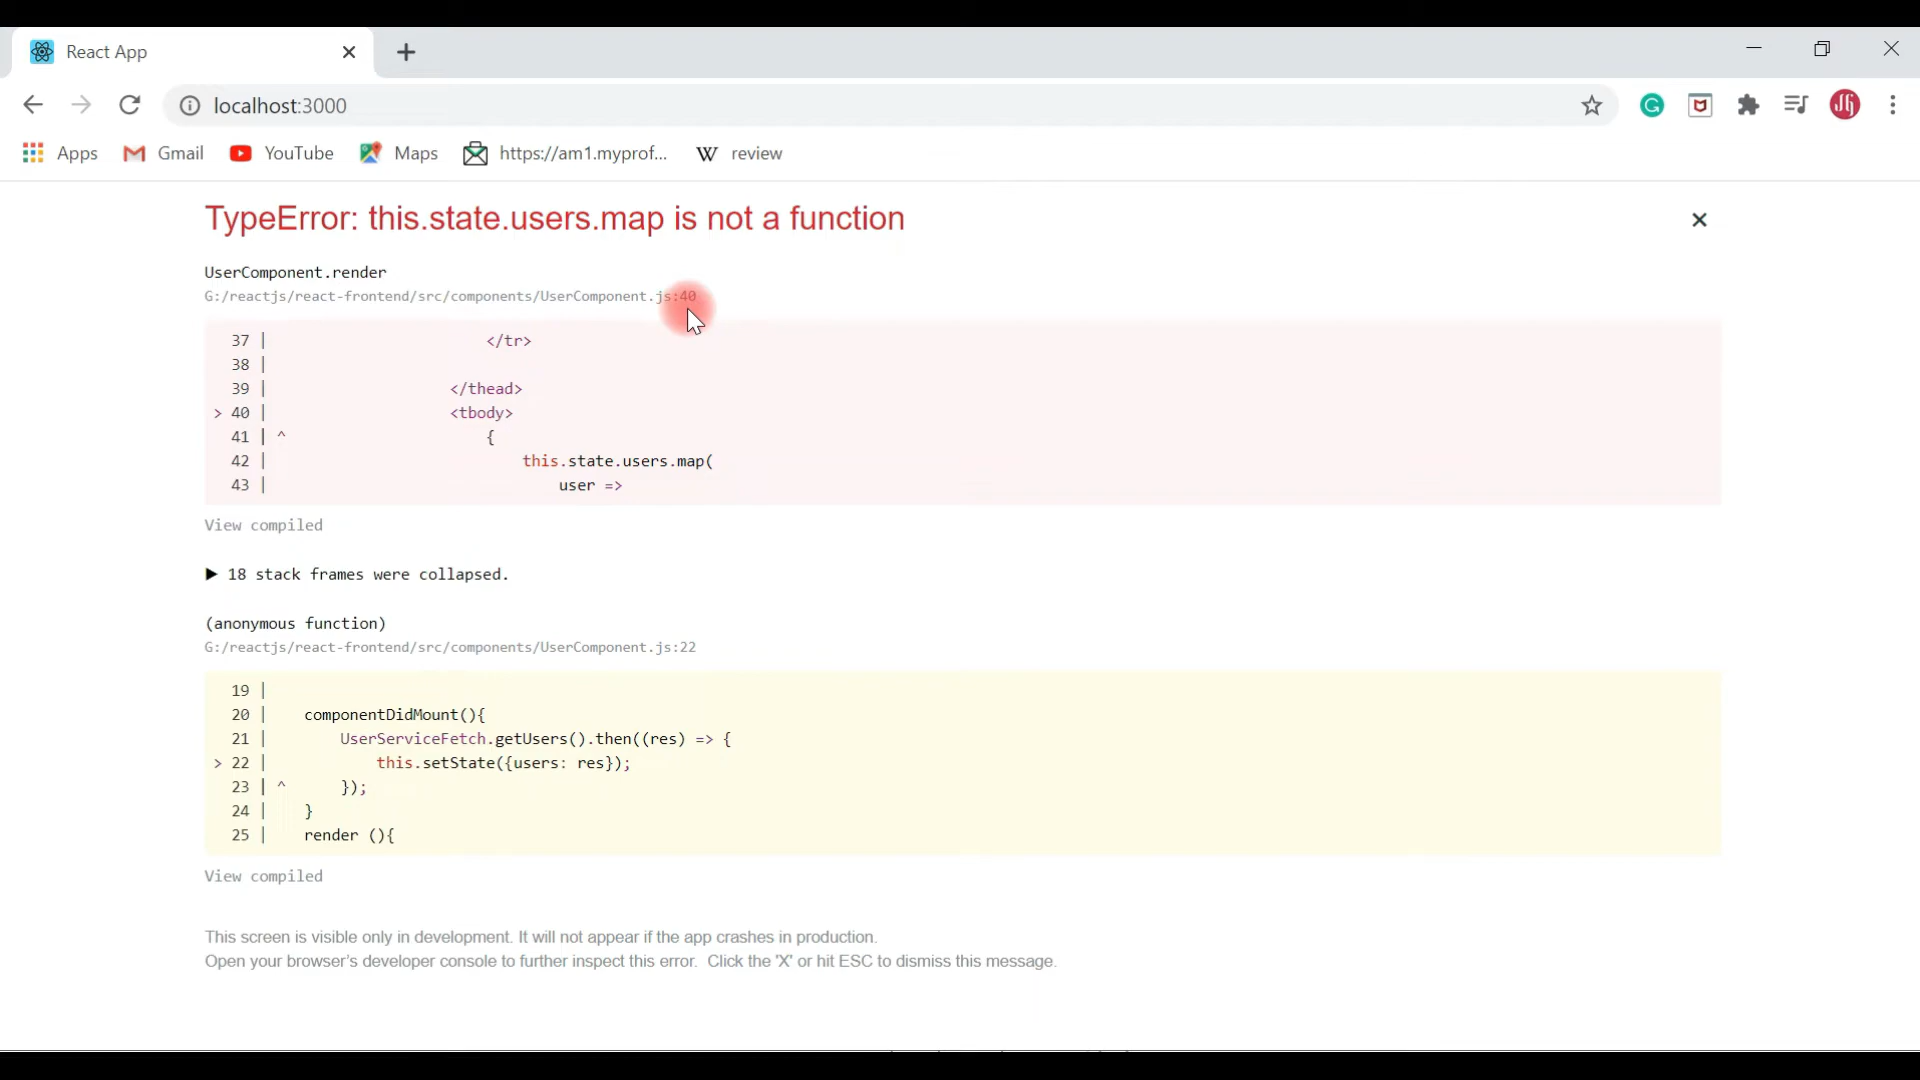 React App
localhost:3000
Apps Gmail YouTube Maps https://am1.myprof... W review
TypeError: this.state.users.map is not a function
UserComponent.render
G:/reactjs/react-frontend/src/components/UserComponent.js:40
37 | </tr>
38 |
39 | </thead>
> 40 | <tbody>
41 | ^ {
42 | this.state.users.map(
43 | user =>
View compiled
▶ 18 stack frames were collapsed.
(anonymous function)
G:/reactjs/react-frontend/src/components/UserComponent.js:22
19 |
20 | componentDidMount(){
21 | UserServiceFetch.getUsers().then((res) => {
> 22 | this.setState({users: res});
23 | ^ });
24 | }
25 | render (){
View compiled
This screen is visible only in development. It will not appear if the app crashes in production.
Open your browser's developer console to further inspect this error. Click the 'X' or hit ESC to dismiss this message.